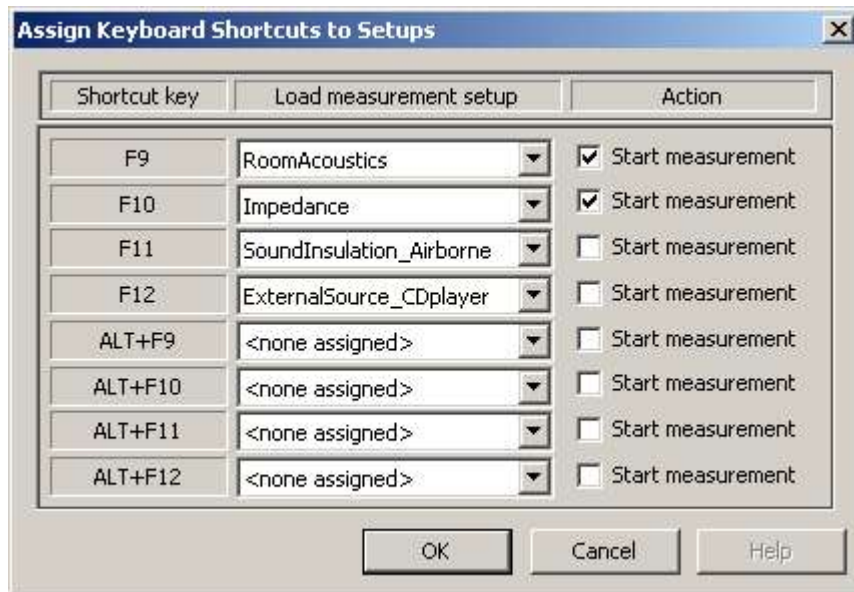 Assign Keyboard Shortcuts to Setups
Shortcut key Load measurement setup Action
F9 RoomAcoustics Start measurement
F10 Impedance Start measurement
F11 SoundInsulation_Airborne Start measurement
F12 ExternalSource_CDplayer Start measurement
ALT+F9 <none assigned> Start measurement
ALT+F10 <none assigned> Start measurement
ALT+F11 <none assigned> Start measurement
ALT+F12 <none assigned> Start measurement
OK Cancel Help